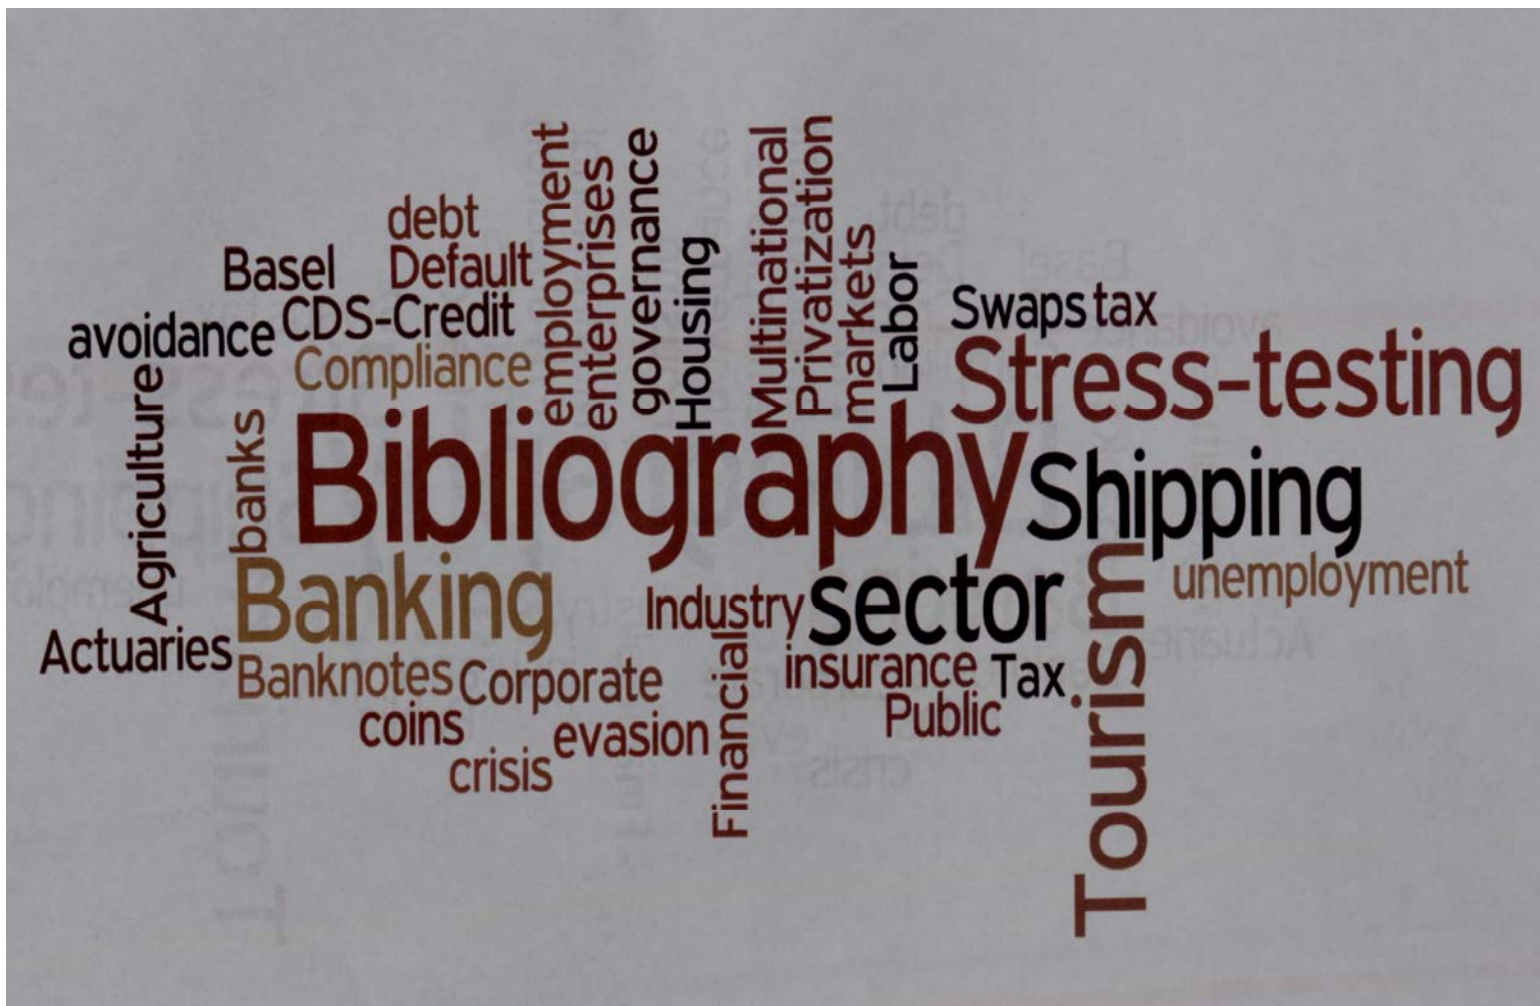 debt
Basel
Default
CDS-Credit
avoidance
Compliance
employment
enterprises
governance
Housing
Multinational
Privatization
markets
Labor
Swaps tax
Stress-testing
Agriculture
banks
Bibliography
Shipping
Banking
Industry
sector
unemployment
Tourism
Actuaries
Banknotes
Corporate
insurance
Tax
coins
evasion
Financial
Public
crisis